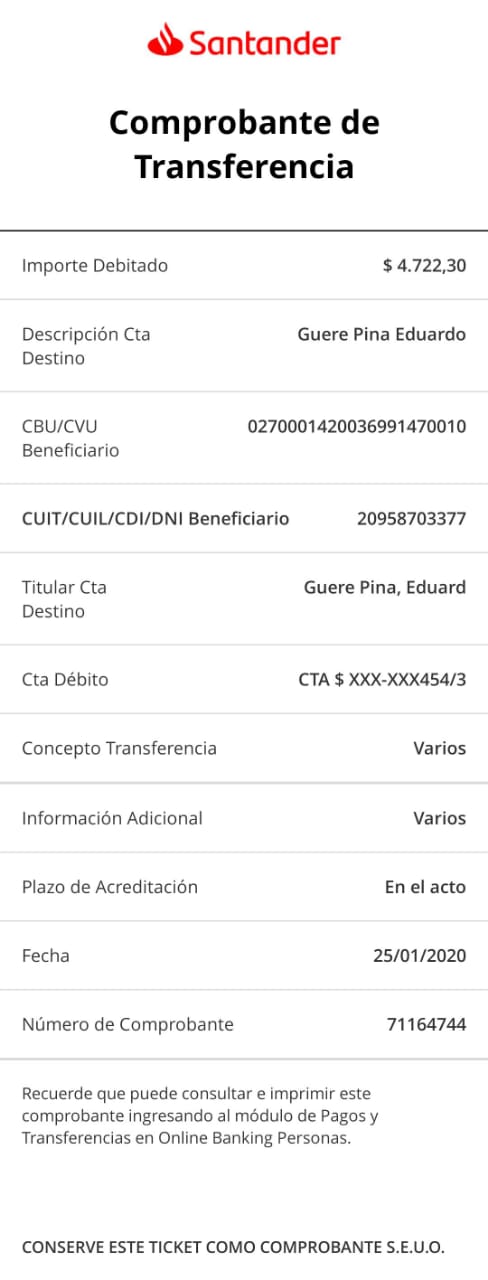 Santander
Comprobante de
Transferencia
Importe Debitado $ 4.722,30
Descripción Cta
Destino
Guere Pina Eduardo
CBU/CVU
Beneficiario
0270001420036991470010
CUIT/CUIL/CDI/DNI Beneficiario 20958703377
Titular Cta
Destino
Guere Pina, Eduard
Cta Débito CTA $ XXX-XXX454/3
Concepto Transferencia Varios
Información Adicional Varios
Plazo de Acreditación En el acto
Fecha 25/01/2020
Número de Comprobante 71164744
Recuerde que puede consultar e imprimir este
comprobante ingresando al módulo de Pagos y
Transferencias en Online Banking Personas.
CONSERVE ESTE TICKET COMO COMPROBANTE S.E.U.O.